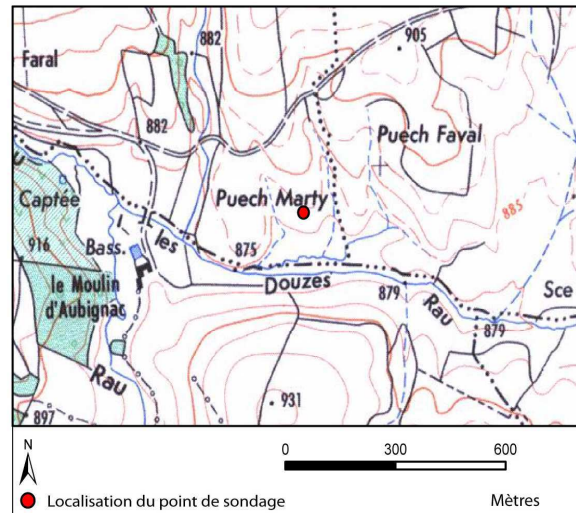 882
905
Faral
882
Puech Faval
Puech Marty
Captée
885
916
les
875
Bass.
le Moulin
d'Aubignac
Douzes
879
Rau
Sce
879
Rau
931
897
N
0 300 600
Localisation du point de sondage
Mètres